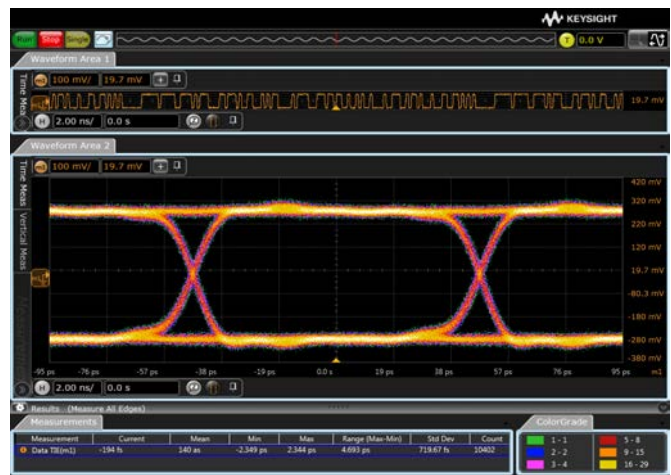 KEYSIGHT
Run Stop Single T 0.0 V
Waveform Area 1
100 mV/ 19.7 mV
19.7 mV
H 2.00 ns/ 0.0 s
Waveform Area 2
100 mV/ 19.7 mV
Time Meas
Vertical Meas
420 mV
320 mV
220 mV
120 mV
19.7 mV
-80.3 mV
-180 mV
-280 mV
-380 mV
-95 ps -76 ps -57 ps -38 ps -19 ps 0.0 s 19 ps 38 ps 57 ps 76 ps 95 ps m1
H 2.00 ns/ 0.0 s
Results (Measure All Edges)
Measurements ColorGrade
Measurement Current Mean Min Max Range (Max-Min) Std Dev Count
Data TIE(m1) -194 fs 140 as -2.349 ps 2.344 ps 4.693 ps 719.67 fs 10402
1 - 1 5 - 8
2 - 2 9 - 15
3 - 4 16 - 29